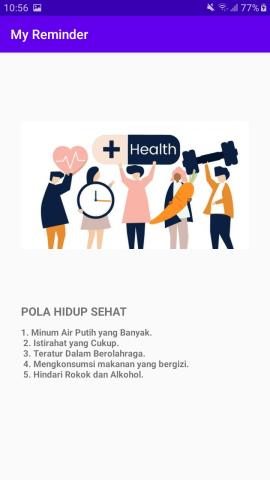 10:56 77%
My Reminder
Health
POLA HIDUP SEHAT
1. Minum Air Putih yang Banyak.
2. Istirahat yang Cukup.
3. Teratur Dalam Berolahraga.
4. Mengkonsumsi makanan yang bergizi.
5. Hindari Rokok dan Alkohol.